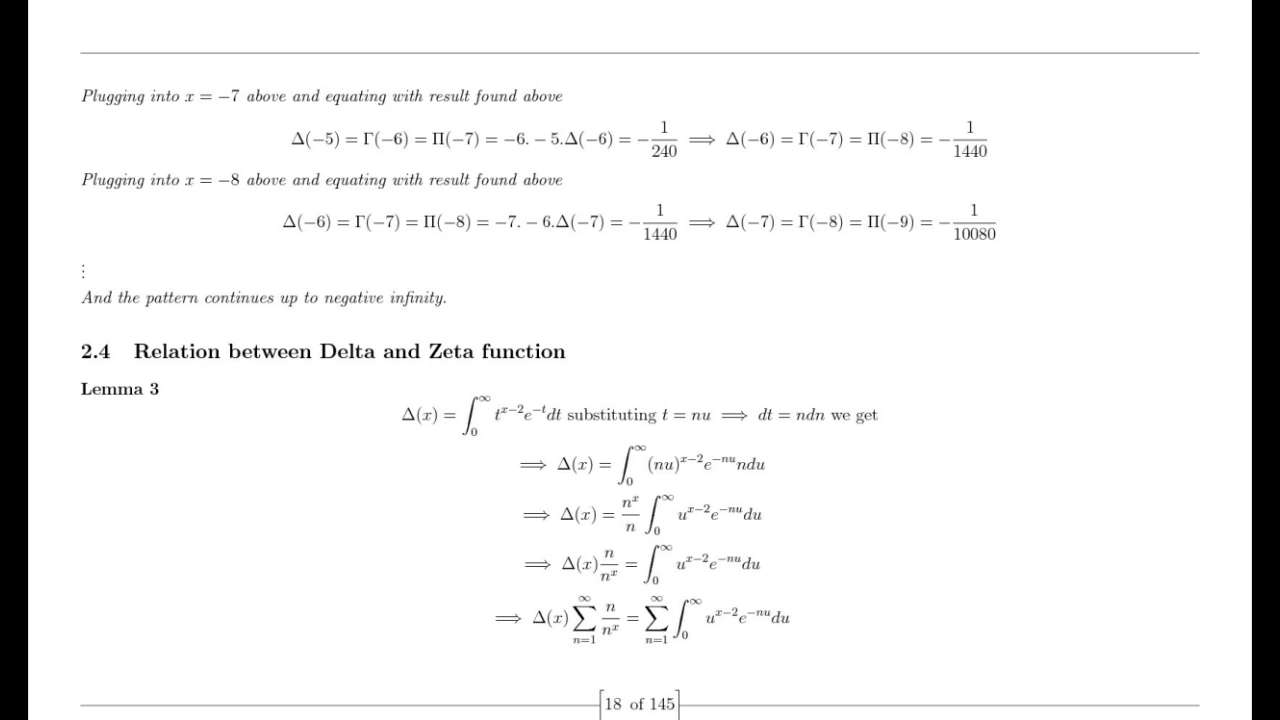 Plugging into x = −7 above and equating with result found above
Δ(−5) = Γ(−6) = Π(−7) = −6. − 5.Δ(−6) = −1/240 ⟹ Δ(−6) = Γ(−7) = Π(−8) = −1/1440
Plugging into x = −8 above and equating with result found above
Δ(−6) = Γ(−7) = Π(−8) = −7. − 6.Δ(−7) = −1/1440 ⟹ Δ(−7) = Γ(−8) = Π(−9) = −1/10080
⋮
And the pattern continues up to negative infinity.
2.4 Relation between Delta and Zeta function
Lemma 3
Δ(x) = ∫₀^∞ t^{x−2}e^{−t}dt substituting t = nu ⟹ dt = ndn we get
⟹ Δ(x) = ∫₀^∞ (nu)^{x−2}e^{−nu}ndu
⟹ Δ(x) = n^x/n ∫₀^∞ u^{x−2}e^{−nu}du
⟹ Δ(x) n/n^x = ∫₀^∞ u^{x−2}e^{−nu}du
⟹ Δ(x) ∑_{n=1}^∞ n/n^x = ∑_{n=1}^∞ ∫₀^∞ u^{x−2}e^{−nu}du
[18 of 145]